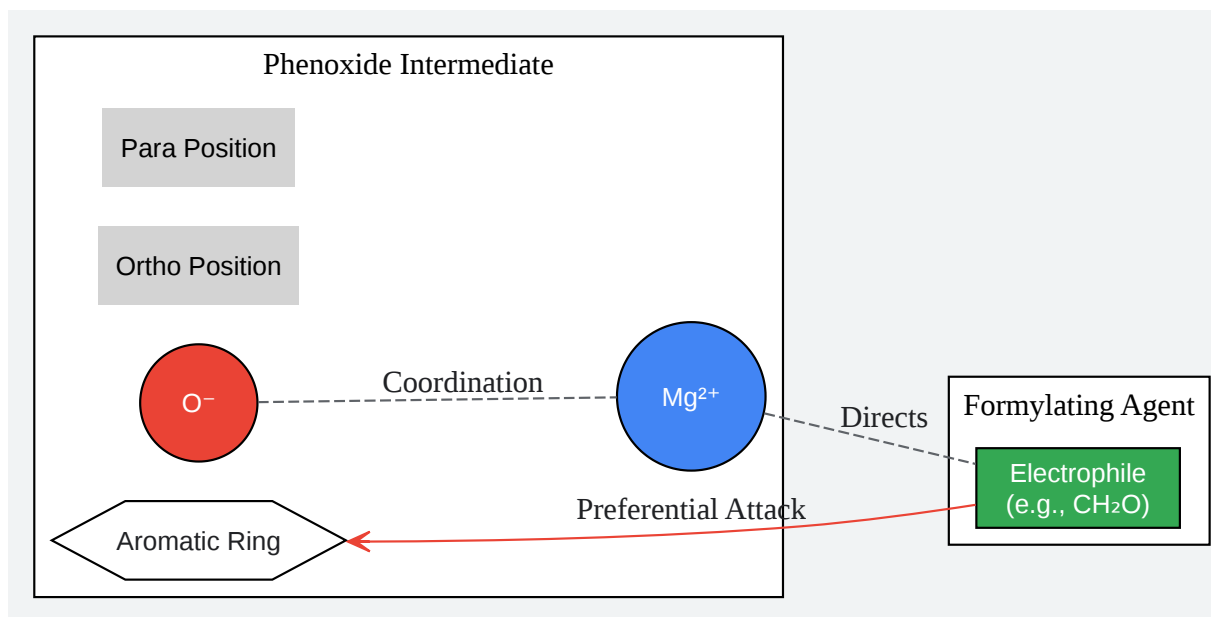 Phenoxide Intermediate
Para Position
Ortho Position
O⁻
Coordination
Mg²⁺
Directs
Formylating Agent
Electrophile
(e.g., CH₂O)
Preferential Attack
Aromatic Ring